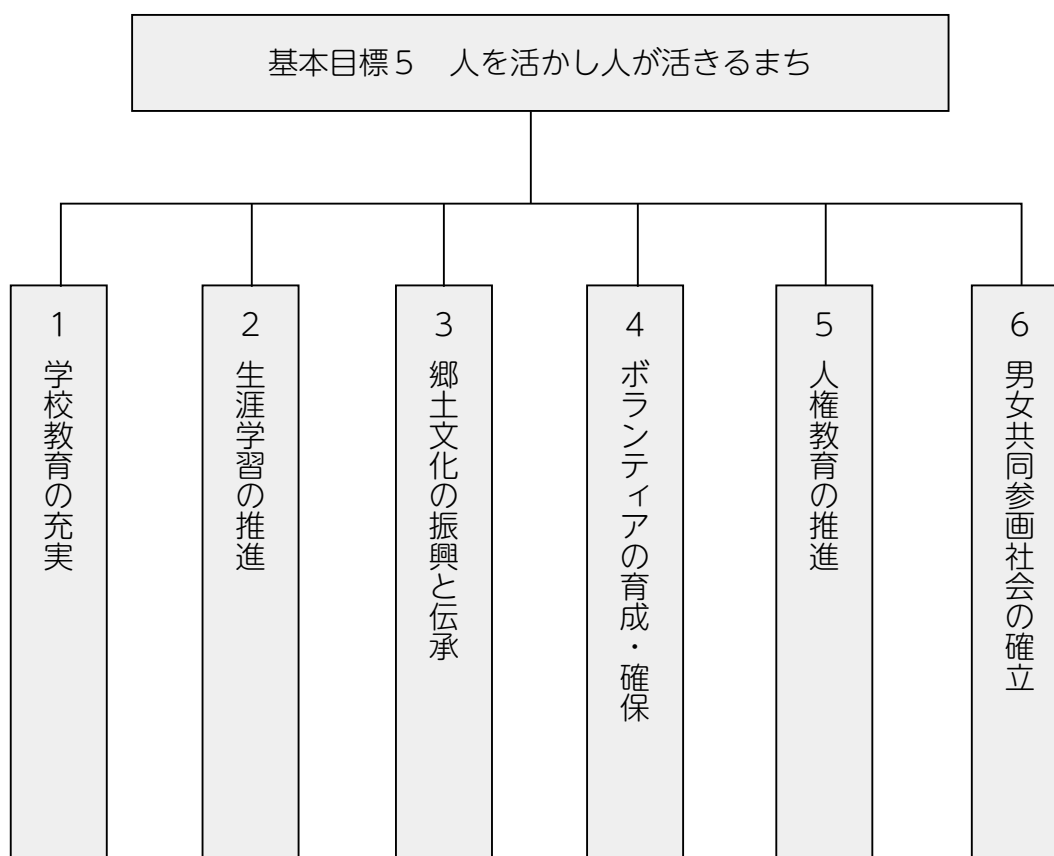 基本目標５　人を活かし人が活きるまち
１　学校教育の充実
２　生涯学習の推進
３　郷土文化の振興と伝承
４　ボランティアの育成・確保
５　人権教育の推進
６　男女共同参画社会の確立